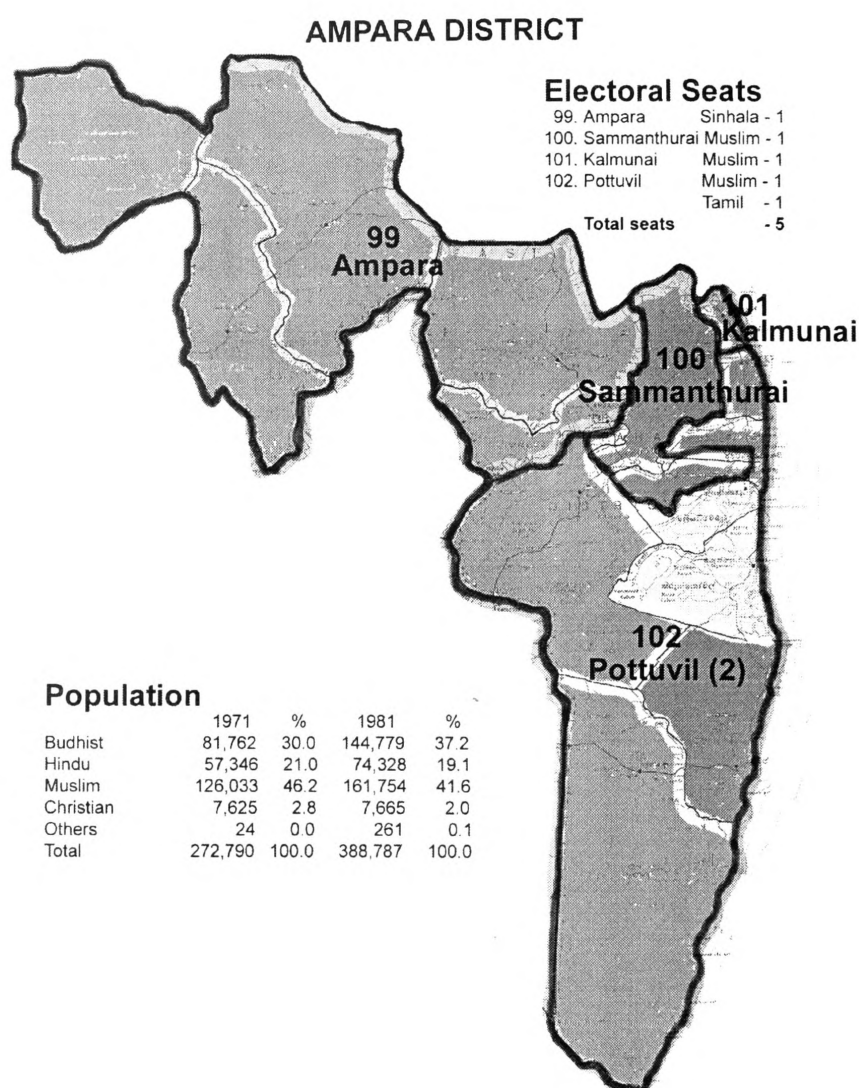 AMPARA DISTRICT
Electoral Seats
99. Ampara Sinhala - 1
100. Sammanthurai Muslim - 1
101. Kalmunai Muslim - 1
102. Pottuvil Muslim - 1
Tamil - 1
Total seats - 5
99
Ampara
101
Kalmunai
100
Sammanthurai
102
Pottuvil (2)
Population
1971 % 1981 %
Budhist 81,762 30.0 144,779 37.2
Hindu 57,346 21.0 74,328 19.1
Muslim 126,033 46.2 161,754 41.6
Christian 7,625 2.8 7,665 2.0
Others 24 0.0 261 0.1
Total 272,790 100.0 388,787 100.0